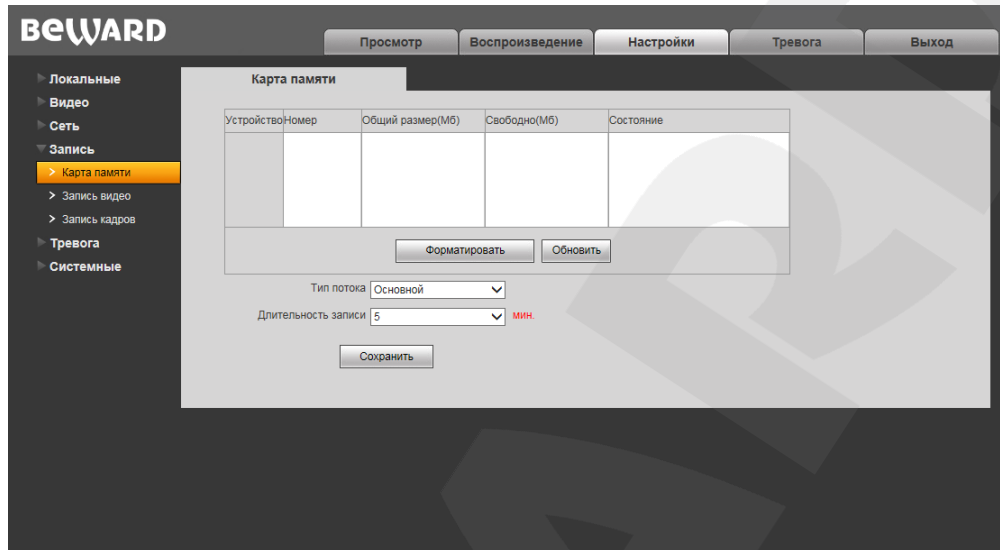 BEWARD
Просмотр Воспроизведение Настройки Тревога Выход
Локальные
Видео
Сеть
Запись
Карта памяти
Запись видео
Запись кадров
Тревога
Системные
Карта памяти
Устройство Номер Общий размер(Мб) Свободно(Мб) Состояние
Форматировать Обновить
Тип потока Основной
Длительность записи 5 мин.
Сохранить